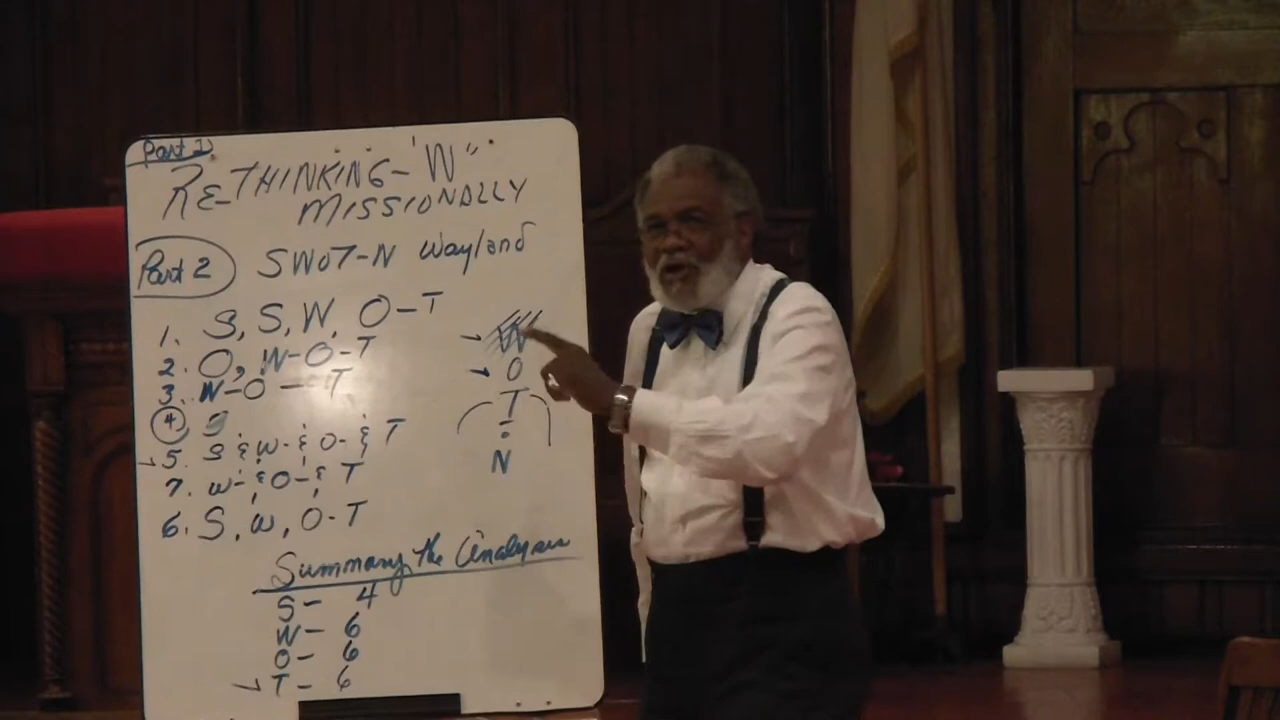 Part 1).
RE-THINKING-'W"
MISSIONALLY
Part 2
SWOT-N Wayland
1. S, S, W, O-T
2. O, W-O-T
3. W-O-T
4 S
5. S & W- & O- & T
7. W- & O- & T
6. S, W, O-T
W
O
T
N
Summary the Analysis
S- 4
W- 6
O- 6
T- 6